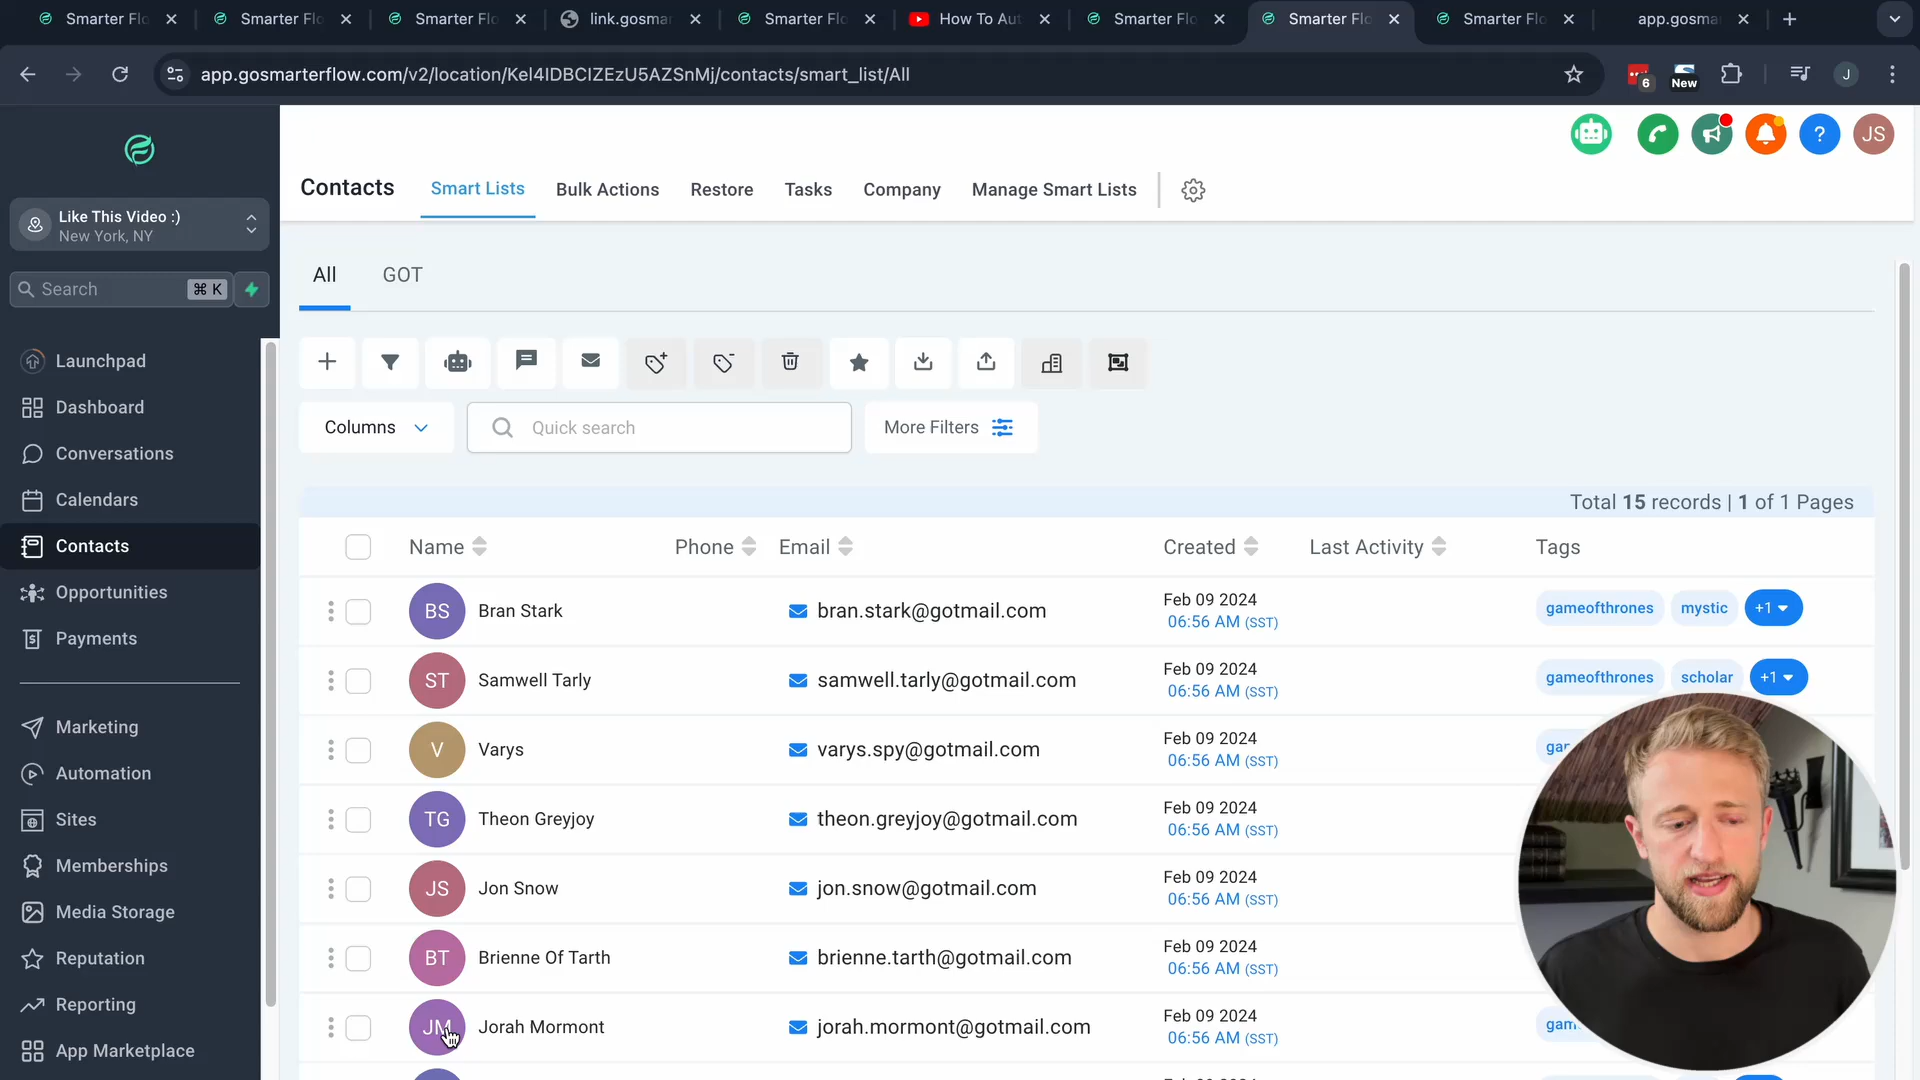 Smarter Flo
Smarter Flo
Smarter Flo
link.gosmar
Smarter Flo
How To Aut
Smarter Flo
Smarter Flo
Smarter Flo
app.gosma
app.gosmarterflow.com/v2/location/Kel4IDBCIZEzU5AZSnMj/contacts/smart_list/All
6
New
J
Like This Video :)
New York, NY
Search
⌘ K
Launchpad
Dashboard
Conversations
Calendars
Contacts
Opportunities
Payments
Marketing
Automation
Sites
Memberships
Media Storage
Reputation
Reporting
App Marketplace
?
JS
Contacts
Smart Lists
Bulk Actions
Restore
Tasks
Company
Manage Smart Lists
All
GOT
Columns
Quick search
More Filters
Total 15 records | 1 of 1 Pages
Name
Phone
Email
Created
Last Activity
Tags
BS
Bran Stark
bran.stark@gotmail.com
Feb 09 2024
06:56 AM (SST)
gameofthrones
mystic
+1
ST
Samwell Tarly
samwell.tarly@gotmail.com
Feb 09 2024
06:56 AM (SST)
gameofthrones
scholar
+1
V
Varys
varys.spy@gotmail.com
Feb 09 2024
06:56 AM (SST)
TG
Theon Greyjoy
theon.greyjoy@gotmail.com
Feb 09 2024
06:56 AM (SST)
JS
Jon Snow
jon.snow@gotmail.com
Feb 09 2024
06:56 AM (SST)
BT
Brienne Of Tarth
brienne.tarth@gotmail.com
Feb 09 2024
06:56 AM (SST)
JM
Jorah Mormont
jorah.mormont@gotmail.com
Feb 09 2024
06:56 AM (SST)